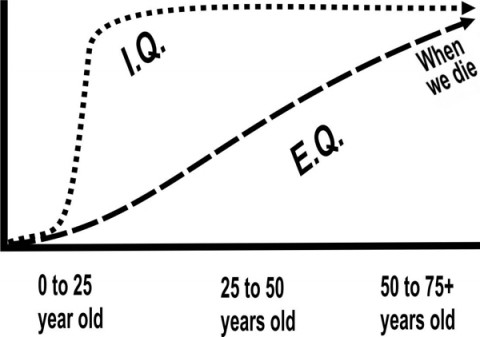 I.Q.
When
we die
E.Q.
0 to 25
year old
25 to 50
years old
50 to 75+
years old